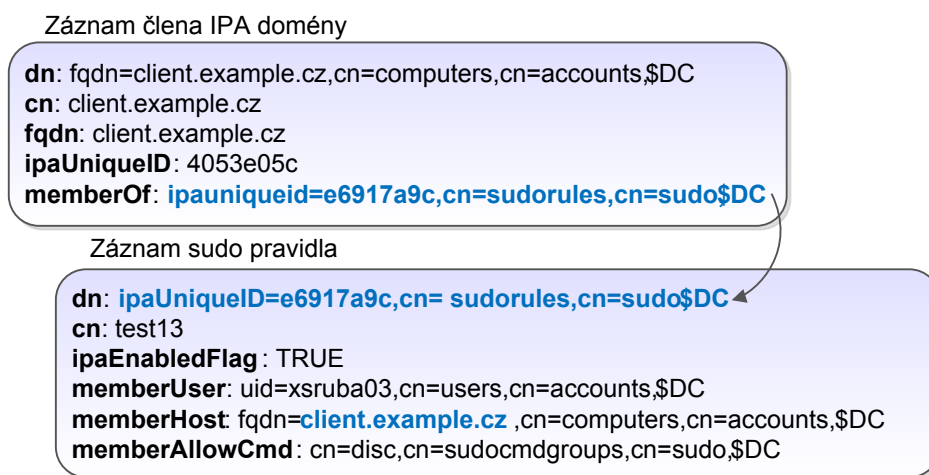 Záznam člena IPA domény
dn: fqdn=client.example.cz,cn=computers,cn=accounts,$DC
cn: client.example.cz
fqdn: client.example.cz
ipaUniqueID: 4053e05c
memberOf: ipauniqueid=e6917a9c,cn=sudorules,cn=sudo$DC
Záznam sudo pravidla
dn: ipaUniqueID=e6917a9c,cn= sudorules,cn=sudo$DC
cn: test13
ipaEnabledFlag : TRUE
memberUser: uid=xsruba03,cn=users,cn=accounts,$DC
memberHost: fqdn=client.example.cz ,cn=computers,cn=accounts,$DC
memberAllowCmd : cn=disc,cn=sudocmdgroups,cn=sudo,$DC